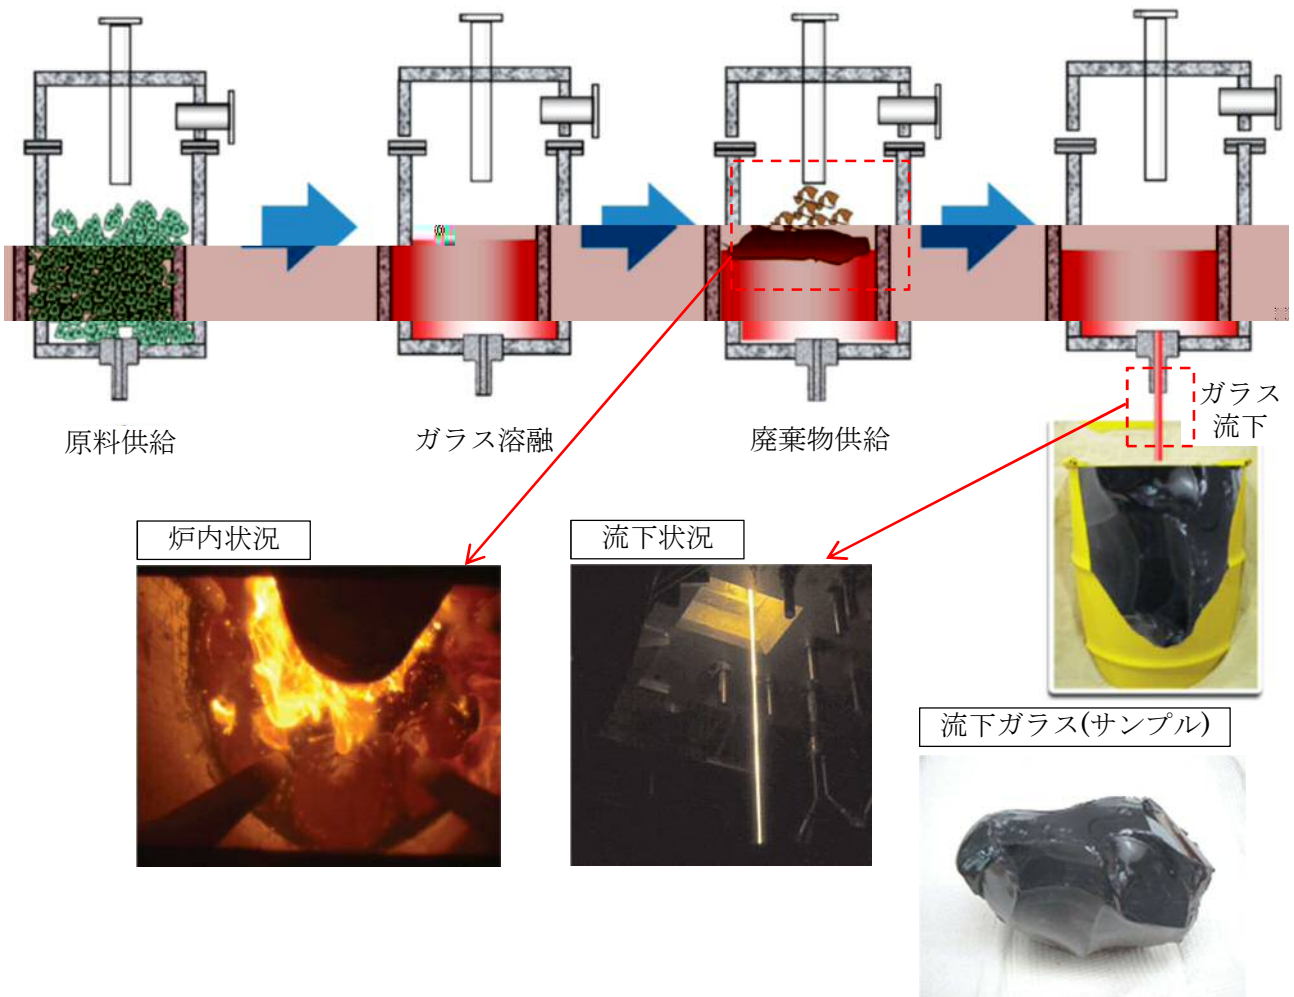 原料供給
ガラス溶融
廃棄物供給
ガラス
流下
炉内状況
流下状況
流下ガラス(サンプル)